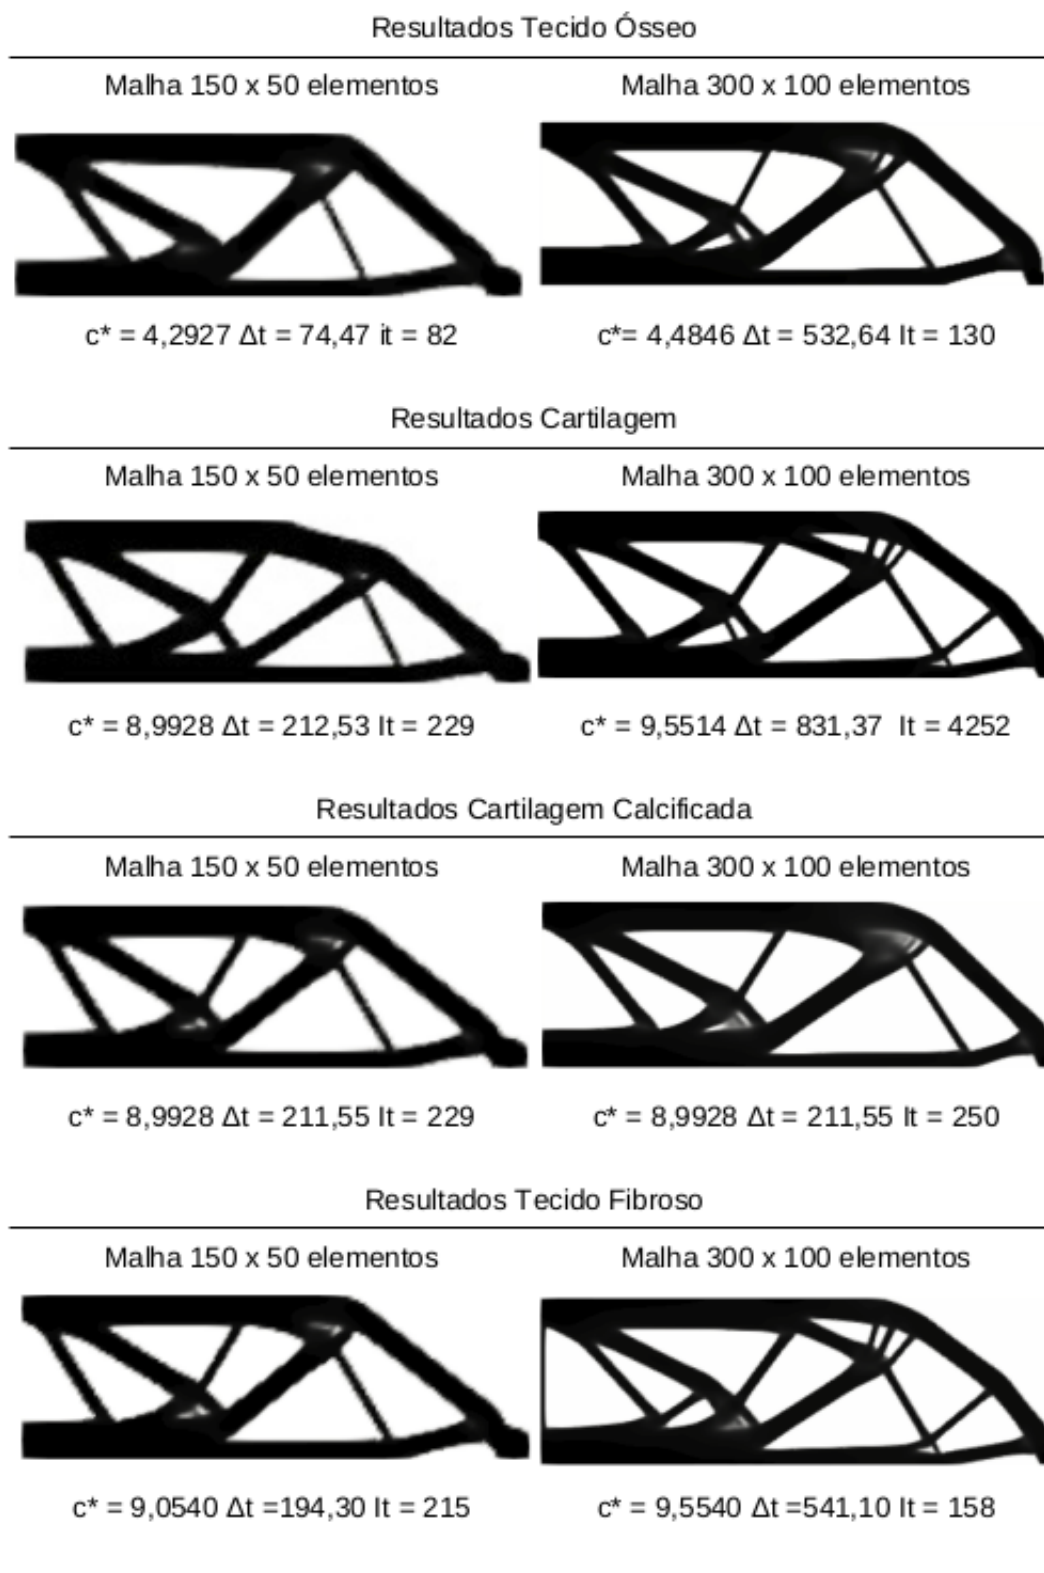 Resultados Tecido Ósseo
Malha 150 x 50 elementos
Malha 300 x 100 elementos
c* = 4,2927 Δt = 74,47 it = 82
c*= 4,4846 Δt = 532,64 It = 130
Resultados Cartilagem
Malha 150 x 50 elementos
Malha 300 x 100 elementos
c* = 8,9928 Δt = 212,53 It = 229
c* = 9,5514 Δt = 831,37 It = 4252
Resultados Cartilagem Calcificada
Malha 150 x 50 elementos
Malha 300 x 100 elementos
c* = 8,9928 Δt = 211,55 It = 229
c* = 8,9928 Δt = 211,55 It = 250
Resultados Tecido Fibroso
Malha 150 x 50 elementos
Malha 300 x 100 elementos
c* = 9,0540 Δt =194,30 It = 215
c* = 9,5540 Δt =541,10 It = 158